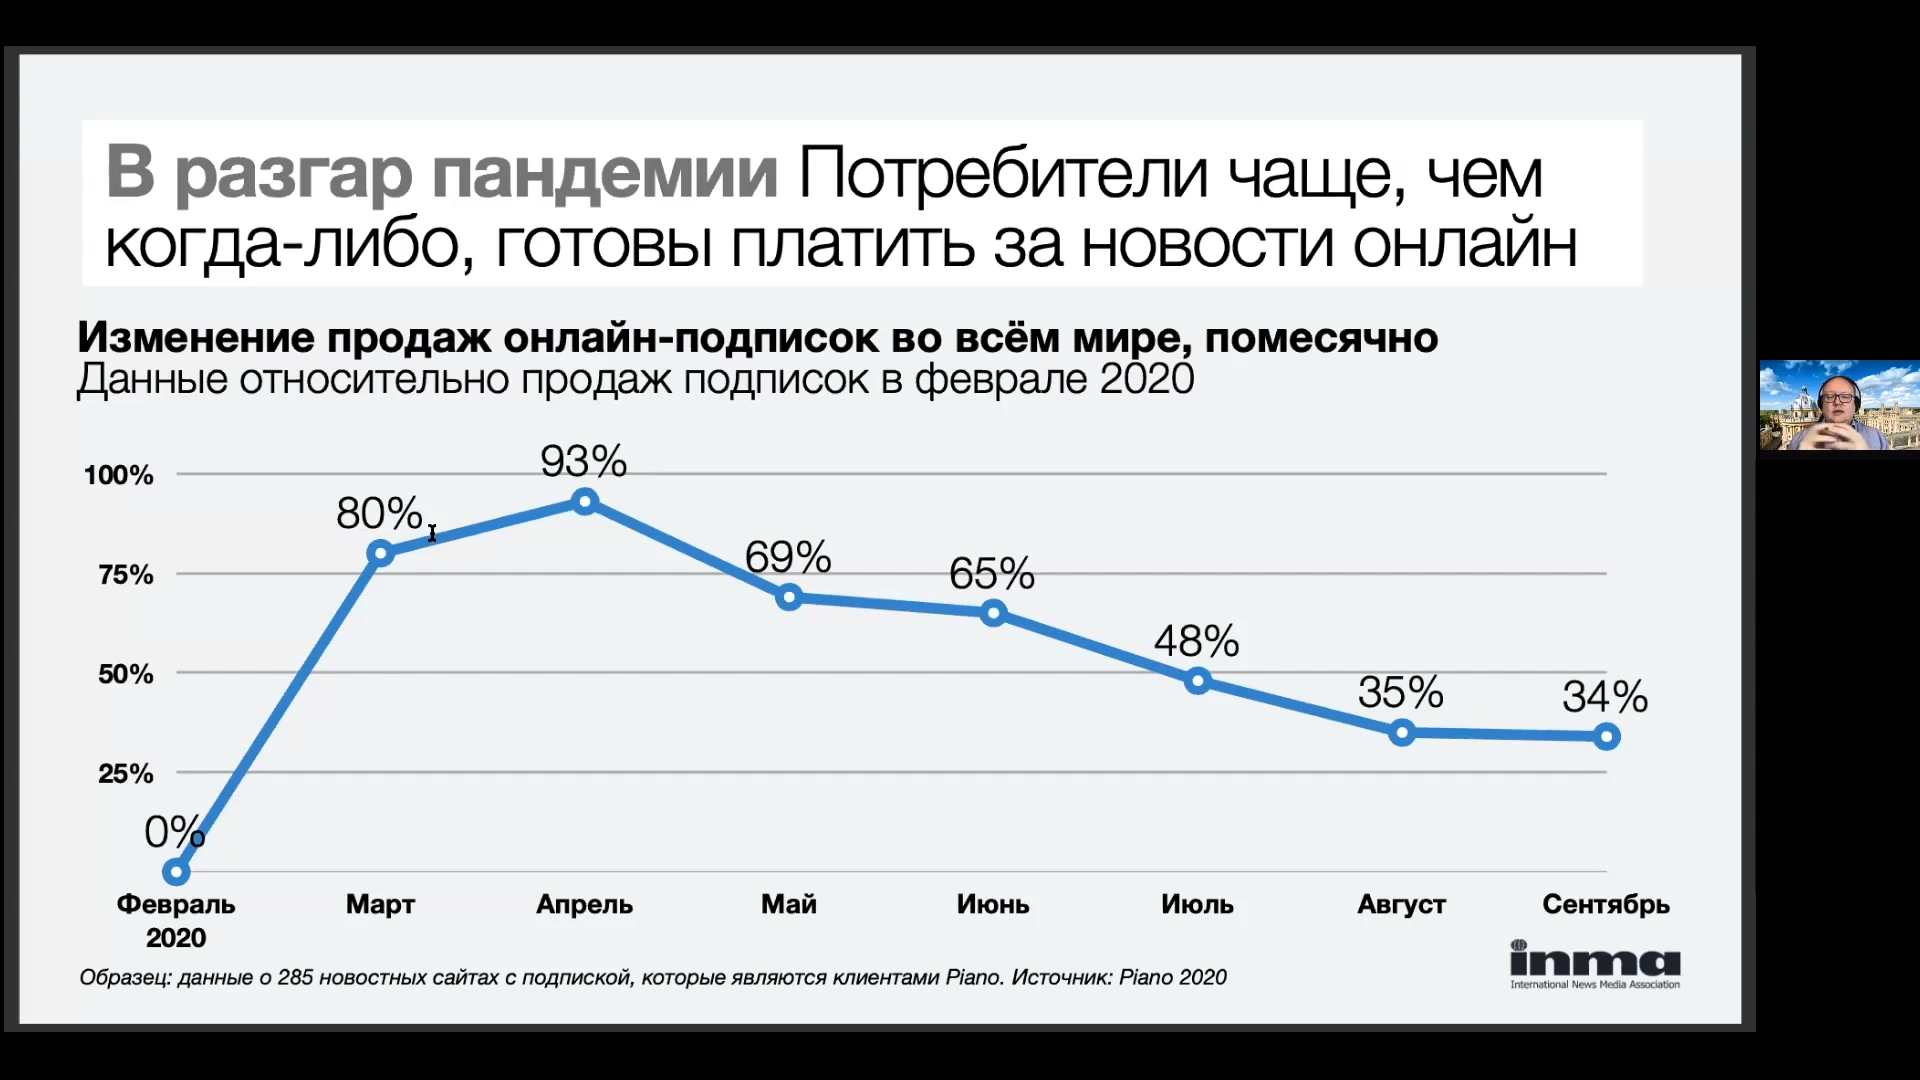 В разгар пандемии Потребители чаще, чем
когда-либо, готовы платить за новости онлайн
Изменение продаж онлайн-подписок во всём мире, помесячно
Данные относительно продаж подписок в феврале 2020
100%
75%
50%
25%
0%
80%
93%
69%
65%
48%
35%
34%
Февраль
2020
Март
Апрель
Май
Июнь
Июль
Август
Сентябрь
Образец: данные о 285 новостных сайтах с подпиской, которые являются клиентами Piano. Источник: Piano 2020
inma
International News Media Association